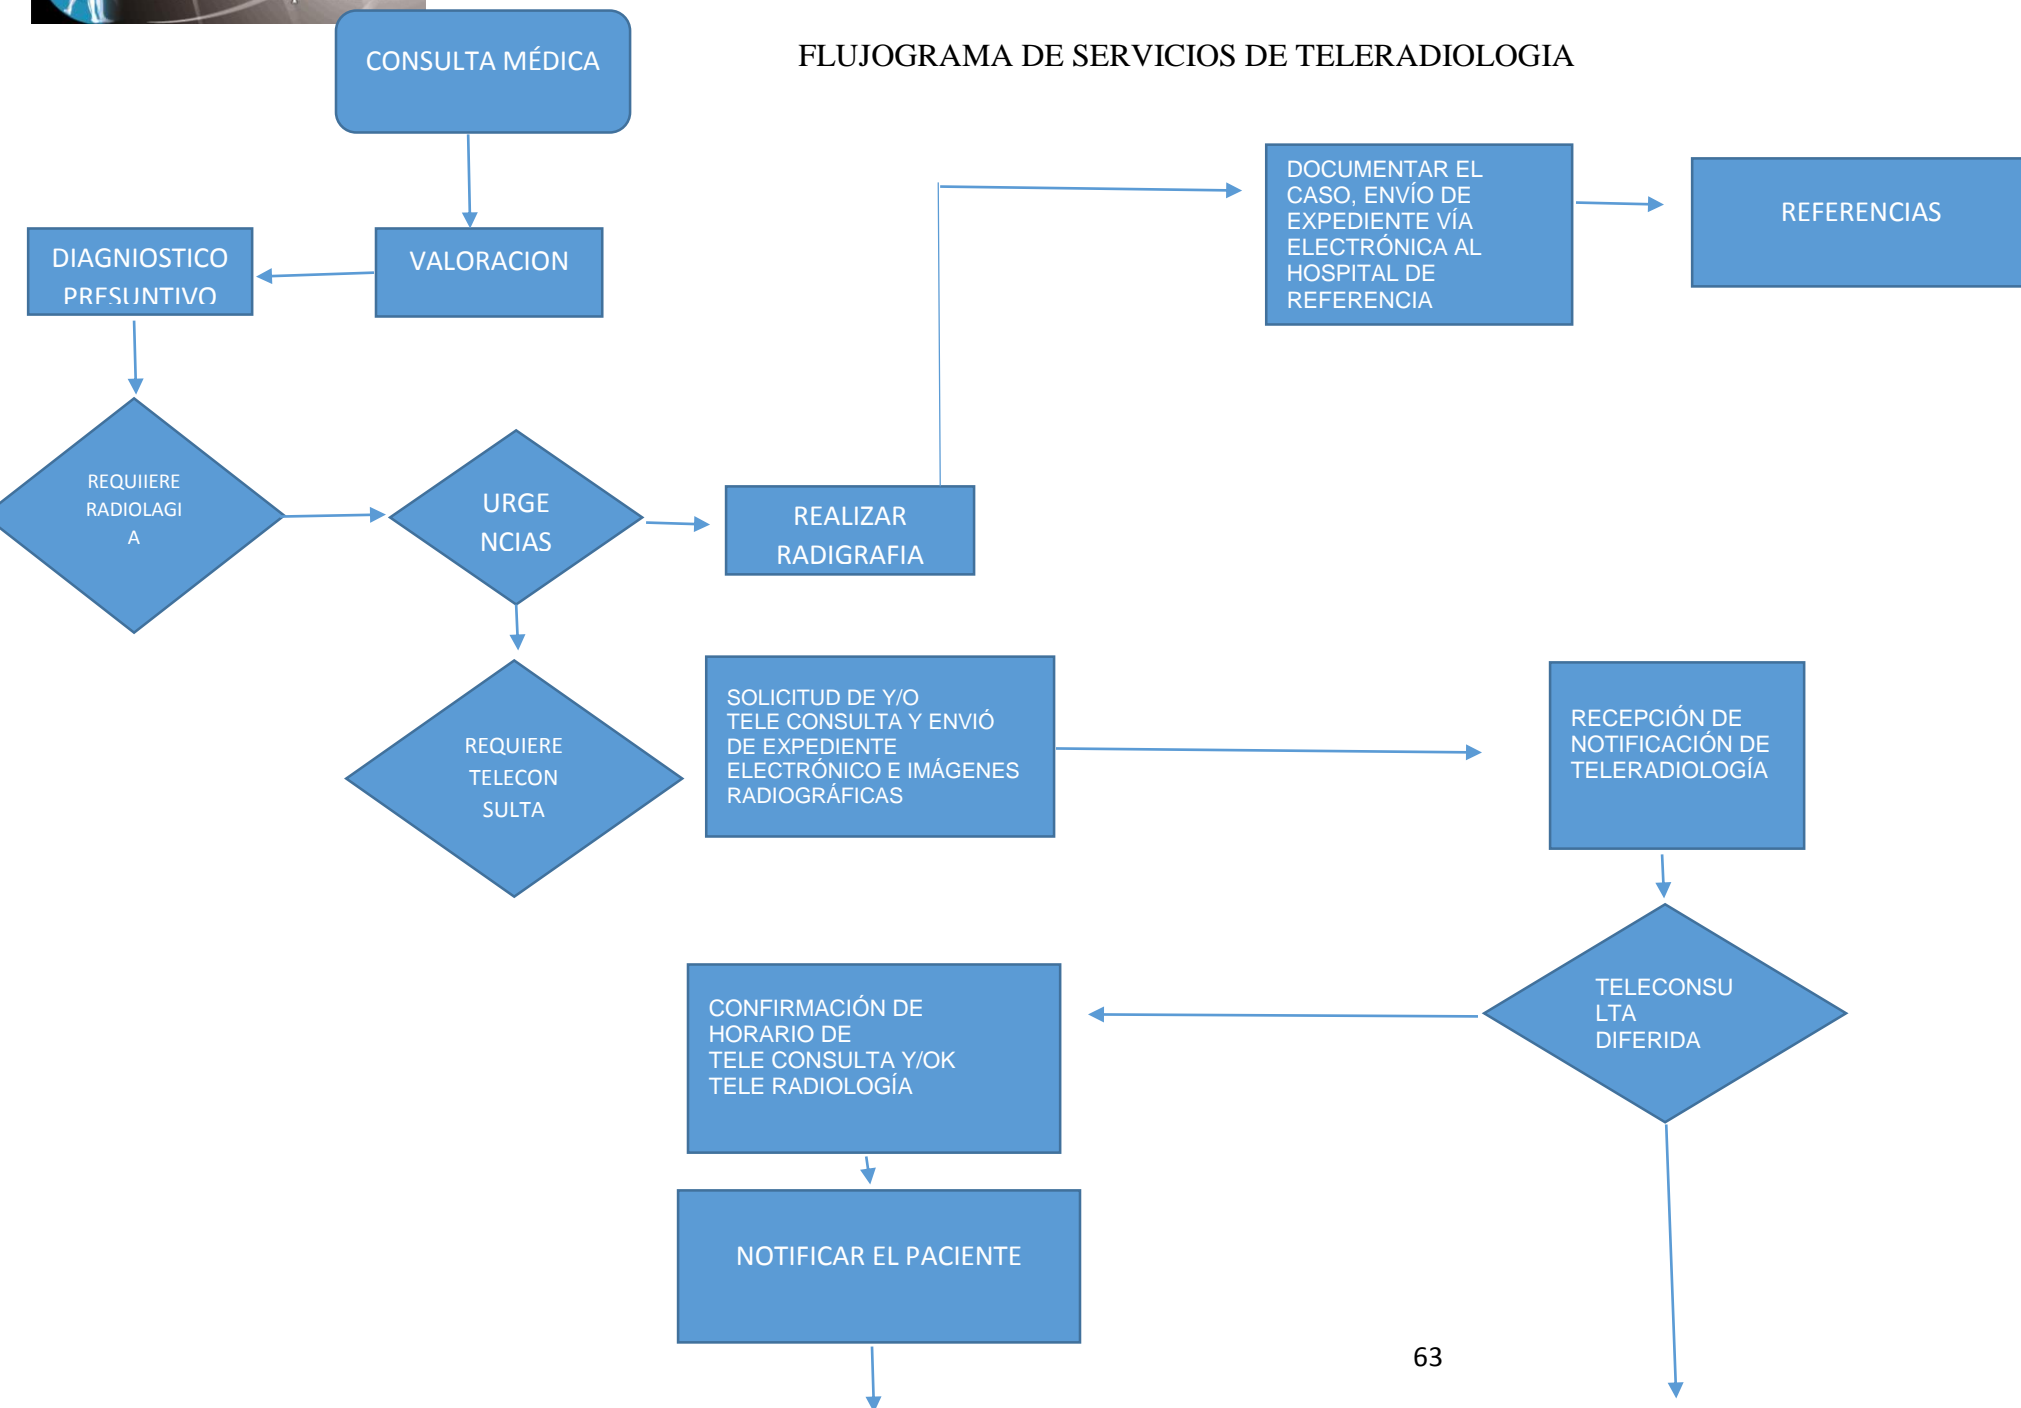 FLUJOGRAMA DE SERVICIOS DE TELERADIOLOGIA
CONSULTA MÉDICA
VALORACION
DIAGNIOSTICO
PRESUNTIVO
REQUIIERE
RADIOLAGI
A
URGE
NCIAS
REALIZAR
RADIGRAFIA
DOCUMENTAR EL
CASO, ENVÍO DE
EXPEDIENTE VÍA
ELECTRÓNICA AL
HOSPITAL DE
REFERENCIA
REFERENCIAS
REQUIERE
TELECON
SULTA
SOLICITUD DE Y/O
TELE CONSULTA Y ENVIÓ
DE EXPEDIENTE
ELECTRÓNICO E IMÁGENES
RADIOGRÁFICAS
RECEPCIÓN DE
NOTIFICACIÓN DE
TELERADIOLOGÍA
TELECONSU
LTA
DIFERIDA
CONFIRMACIÓN DE
HORARIO DE
TELE CONSULTA Y/OK
TELE RADIOLOGÍA
NOTIFICAR EL PACIENTE
63